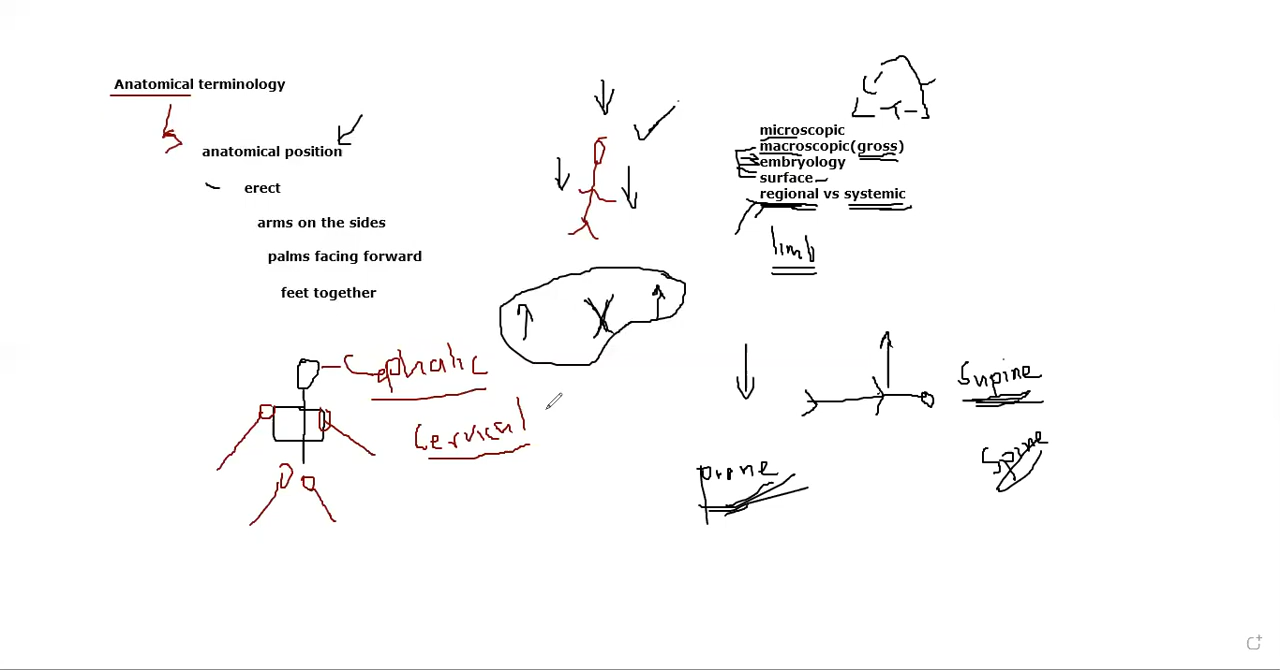 Anatomical terminology
anatomical position
erect
arms on the sides
palms facing forward
feet together
microscopic
macroscopic(gross)
embryology
surface
regional vs systemic
limb
Cephalic
Cervical
Supine
Spine
prone